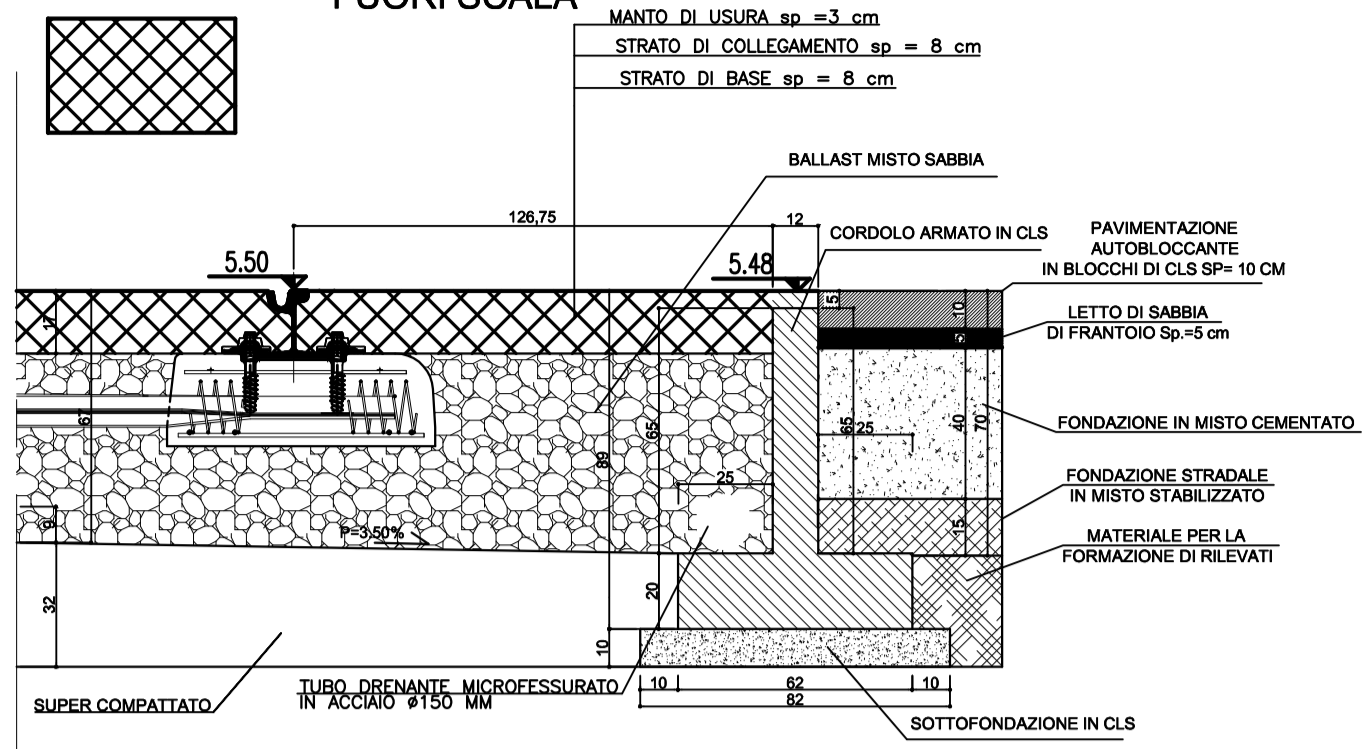 FUORI SCALA
MANTO DI USURA sp =3 cm
STRATO DI COLLEGAMENTO sp = 8 cm
STRATO DI BASE sp = 8 cm
BALLAST MISTO SABBIA
126,75
12
CORDOLO ARMATO IN CLS
PAVIMENTAZIONE
AUTOBLOCCANTE
IN BLOCCHI DI CLS SP= 10 CM
5.50
5.48
LETTO DI SABBIA
DI FRANTOIO Sp.=5 cm
17
5
10
5
67
65
89
65
40
70
25
25
FONDAZIONE IN MISTO CEMENTATO
FONDAZIONE STRADALE
IN MISTO STABILIZZATO
9
P=3.50%
15
MATERIALE PER LA
FORMAZIONE DI RILEVATI
32
20
10
SUPER COMPATTATO
TUBO DRENANTE MICROFESSURATO
IN ACCIAIO ø150 MM
10
62
10
82
SOTTOFONDAZIONE IN CLS